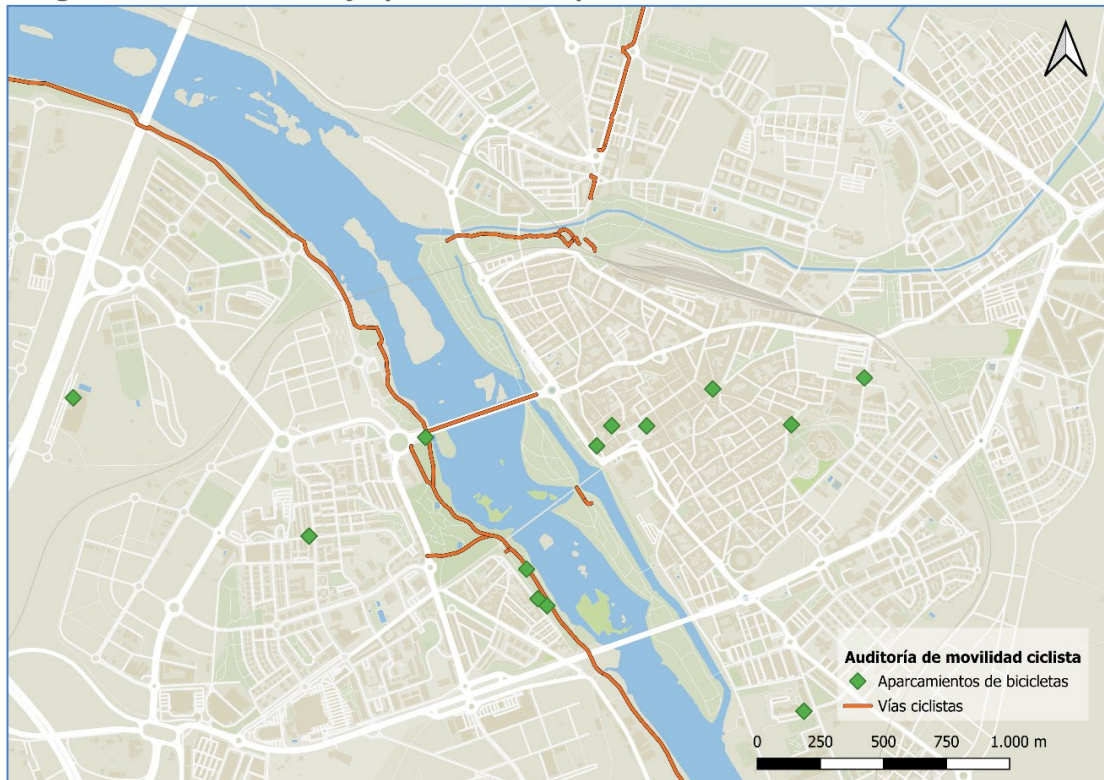 Auditoría de movilidad ciclista
Aparcamientos de bicicletas
Vías ciclistas
0 250 500 750 1.000 m